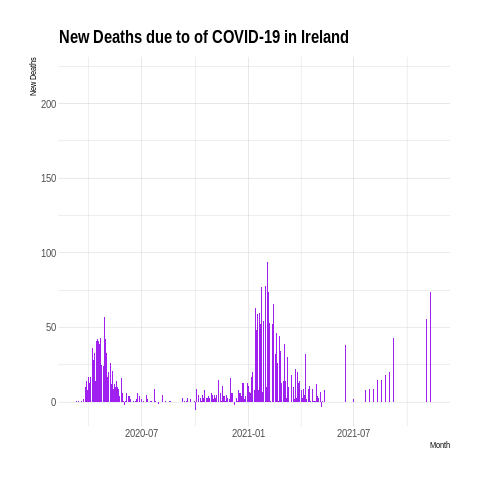 New Deaths due to of COVID-19 in Ireland
New Deaths
200
150
100
50
0
2020-07
2021-01
2021-07
Month